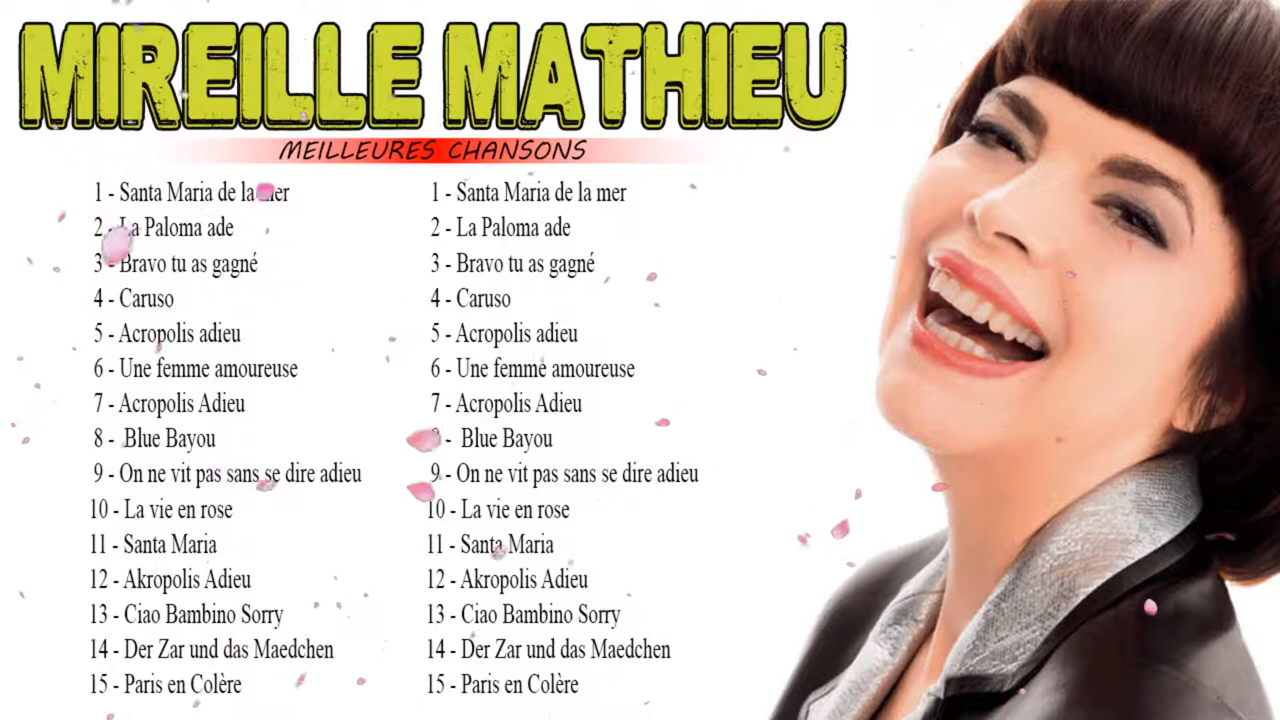 MIREILLE MATHIEU
MEILLEURES CHANSONS
1 - Santa Maria de la mer
2 - La Paloma ade
3 - Bravo tu as gagné
4 - Caruso
5 - Acropolis adieu
6 - Une femme amoureuse
7 - Acropolis Adieu
8 - Blue Bayou
9 - On ne vit pas sans se dire adieu
10 - La vie en rose
11 - Santa Maria
12 - Akropolis Adieu
13 - Ciao Bambino Sorry
14 - Der Zar und das Maedchen
15 - Paris en Colère
1 - Santa Maria de la mer
2 - La Paloma ade
3 - Bravo tu as gagné
4 - Caruso
5 - Acropolis adieu
6 - Une femme amoureuse
7 - Acropolis Adieu
8 - Blue Bayou
9 - On ne vit pas sans se dire adieu
10 - La vie en rose
11 - Santa Maria
12 - Akropolis Adieu
13 - Ciao Bambino Sorry
14 - Der Zar und das Maedchen
15 - Paris en Colère